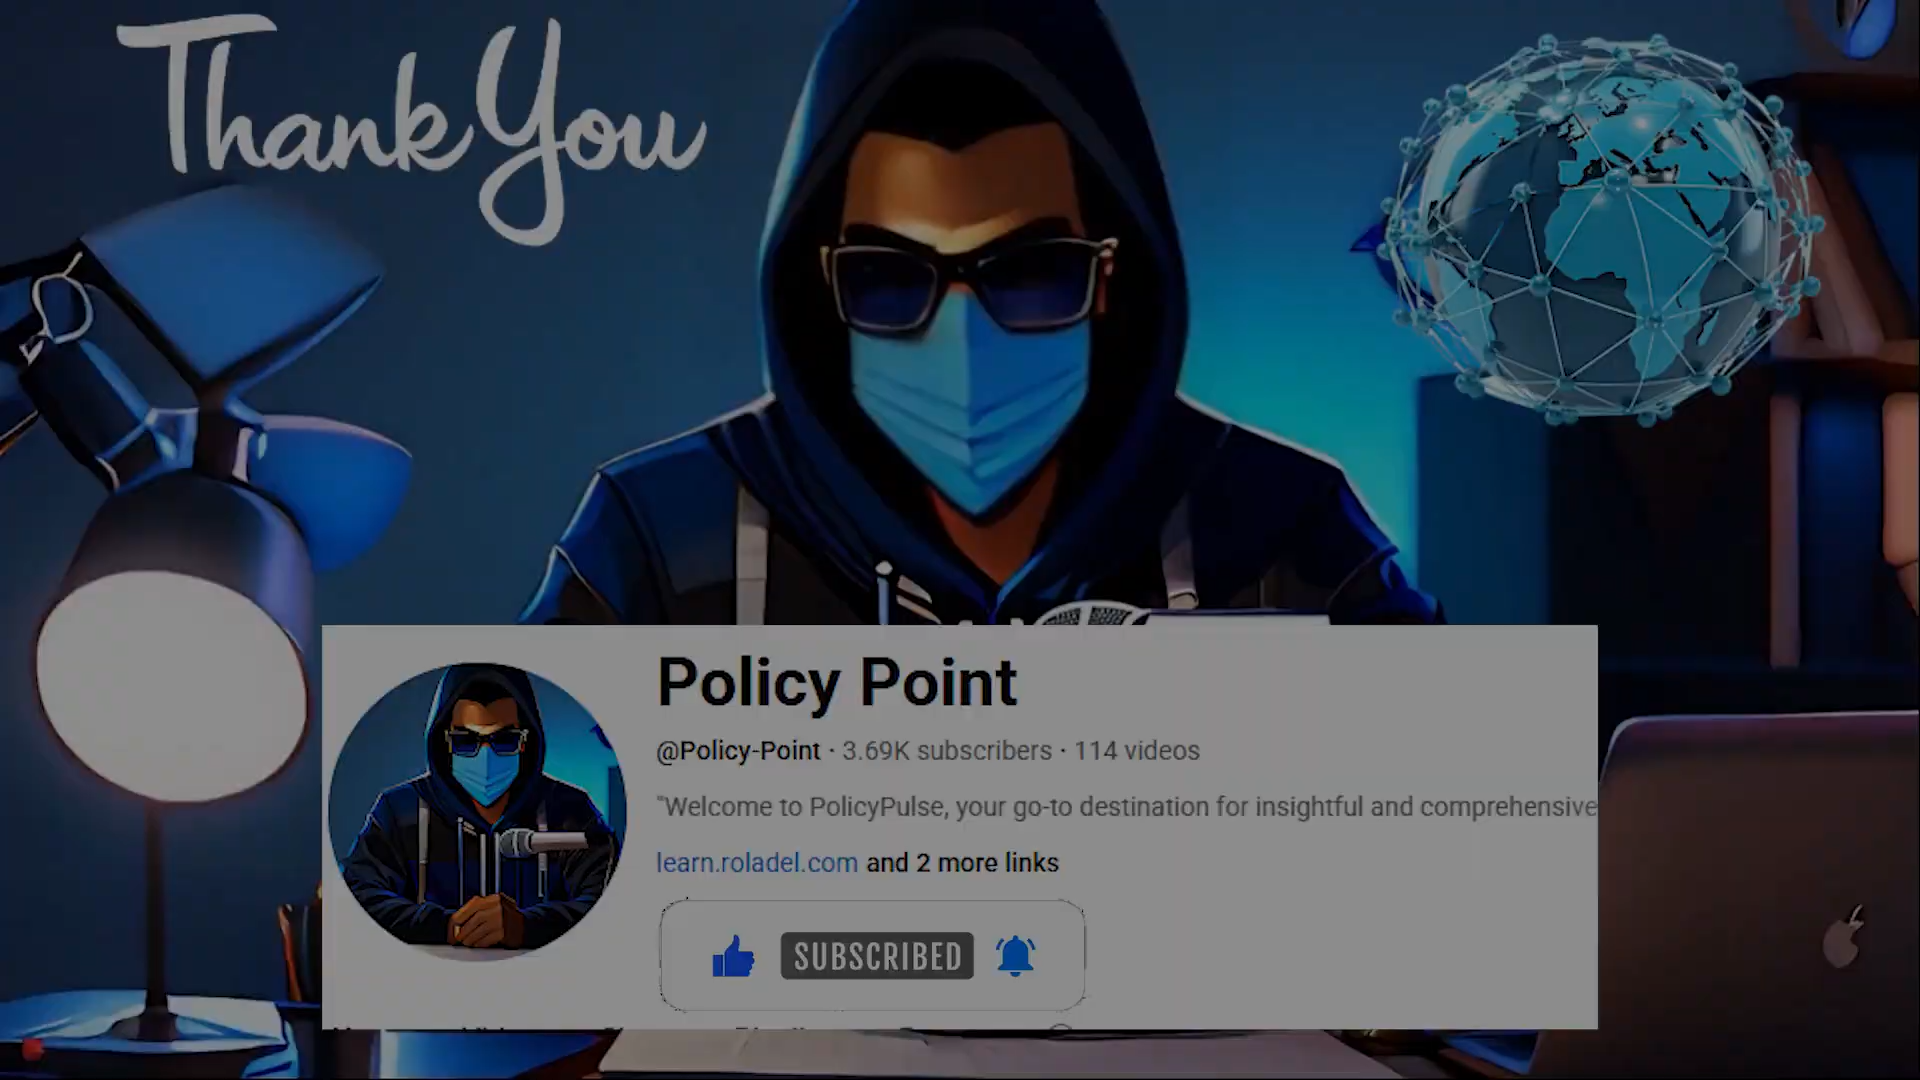 Thank You
Policy Point
@Policy-Point · 3.69K subscribers · 114 videos
"Welcome to PolicyPulse, your go-to destination for insightful and comprehensive
learn.roladel.com and 2 more links
SUBSCRIBED